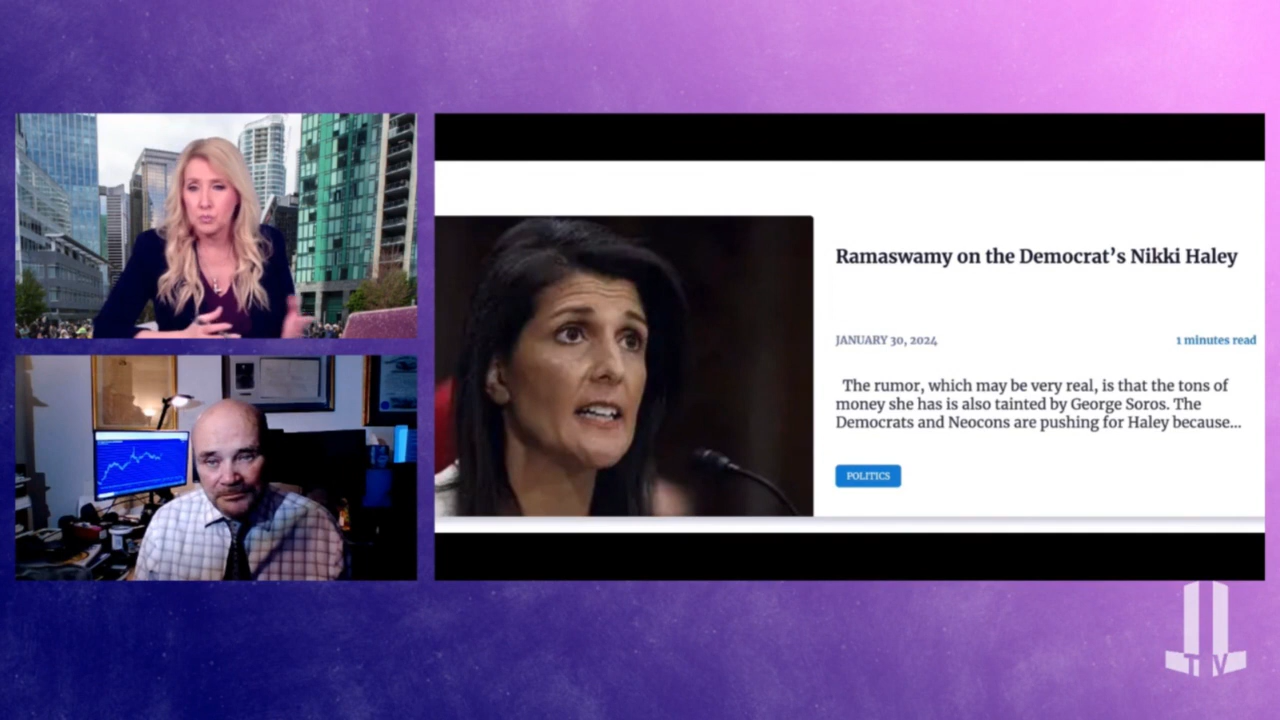 Ramaswamy on the Democrat's Nikki Haley
JANUARY 30, 2024
1 minutes read
The rumor, which may be very real, is that the tons of
money she has is also tainted by George Soros. The
Democrats and Neocons are pushing for Haley because...
POLITICS
TV